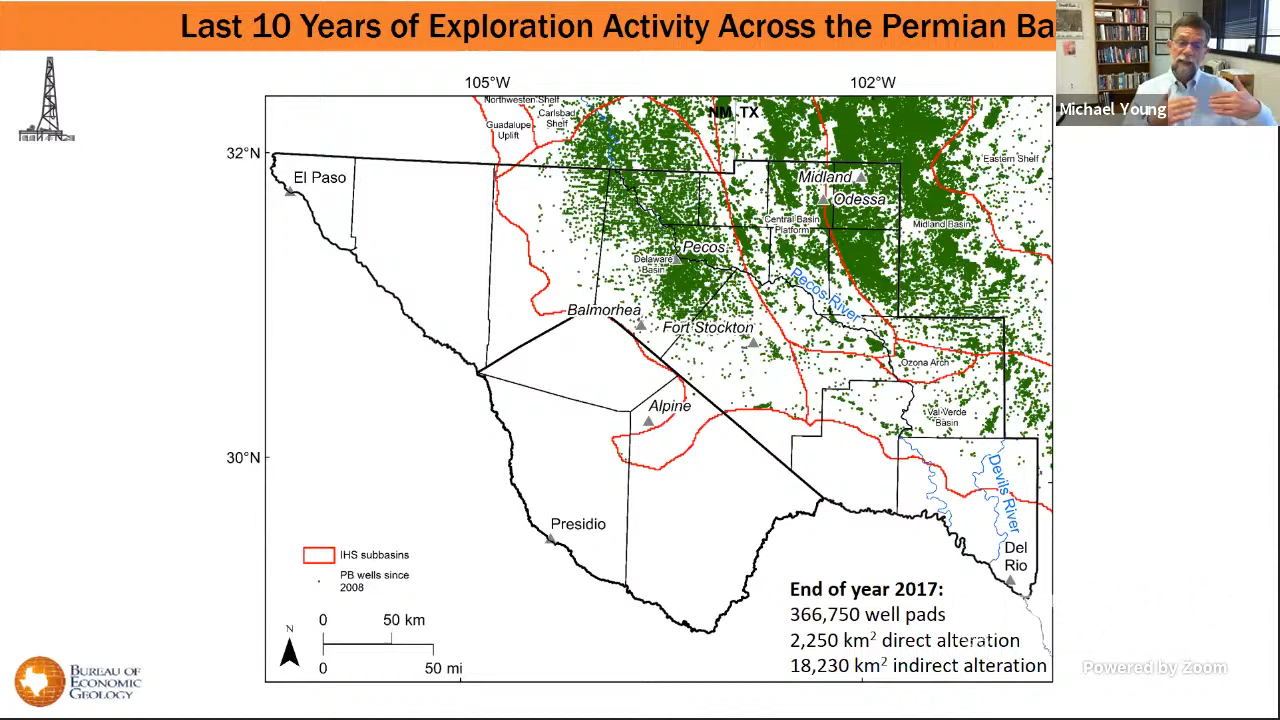 Last 10 Years of Exploration Activity Across the Permian Ba
Michael Young
105°W
102°W
Northwesten Shelf
Carlsbad
Shelf
Guadalupe
Uplift
NM TX
32°N
Eastern Shelf
El Paso
Midland
Odessa
Central Basin
Platform
Midland Basin
Pecos
Delaware
Basin
Pecos River
Balmorhea
Fort Stockton
Ozona Arch
Alpine
Val Verde
Basin
30°N
Devils River
Presidio
Del
Rio
IHS subbasins
PB wells since
2008
0 50 km
N
0 50 mi
End of year 2017:
366,750 well pads
2,250 km² direct alteration
18,230 km² indirect alteration
BUREAU OF
ECONOMIC
GEOLOGY
Powered by Zoom